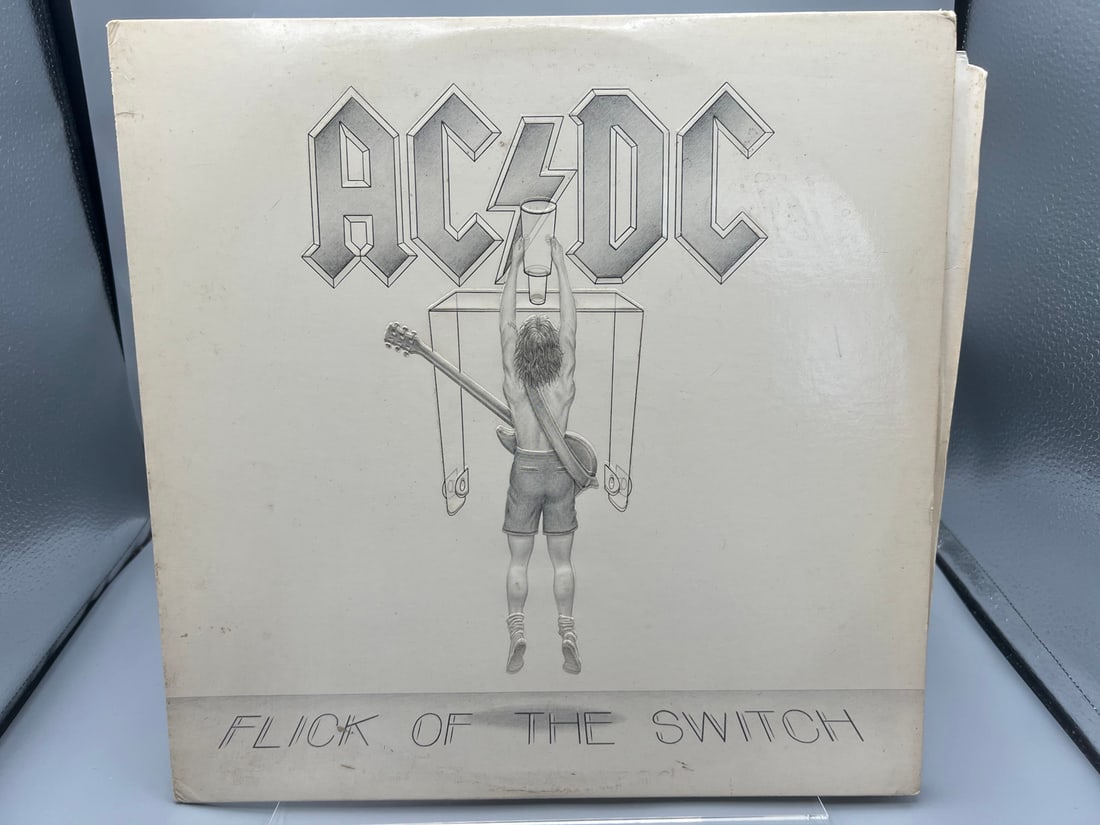 AC⚡DC
FLICK OF THE SWITCH